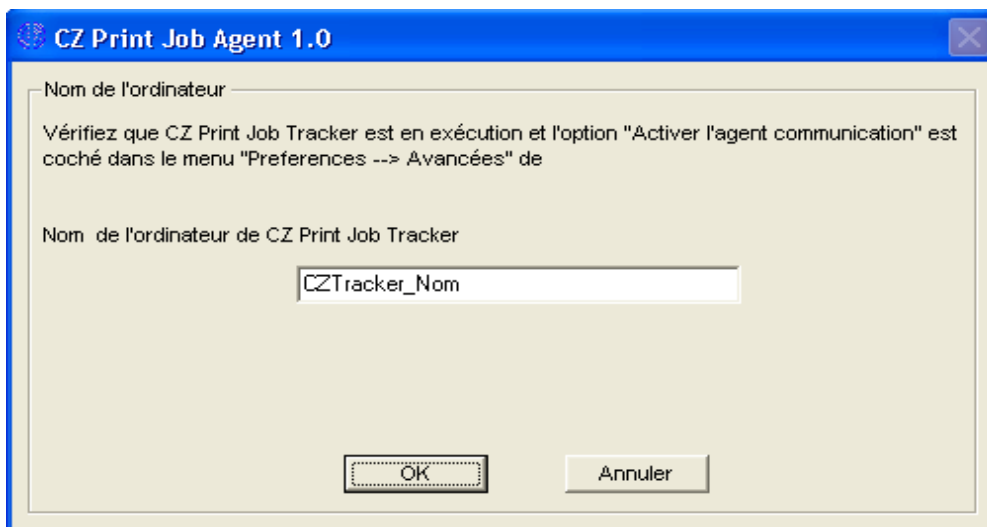 CZ Print Job Agent 1.0
Nom de l'ordinateur
Vérifiez que CZ Print Job Tracker est en exécution et l'option "Activer l'agent communication" est
coché dans le menu "Preferences --> Avancées" de
Nom  de l'ordinateur de CZ Print Job Tracker
CZTracker_Nom
OK
Annuler